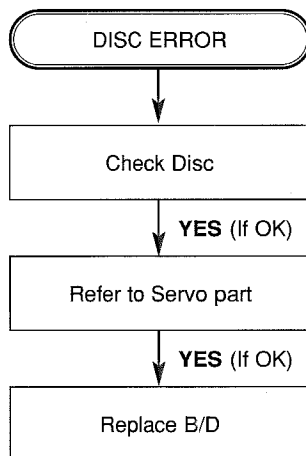 DISC ERROR
Check Disc
YES (If OK)
Refer to Servo part
YES (If OK)
Replace B/D